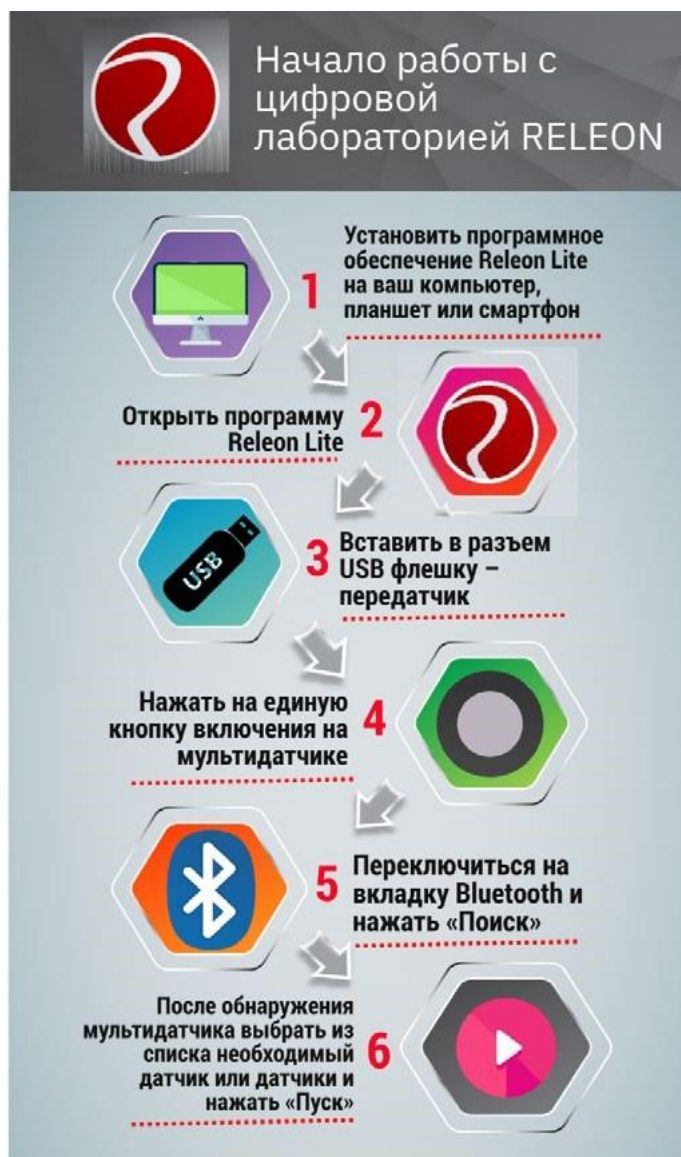 Начало работы с
цифровой
лабораторией RELEON
1
Установить программное
обеспечение Releon Lite
на ваш компьютер,
планшет или смартфон
Открыть программу
Releon Lite
2
USB
3
Вставить в разъем
USB флешку –
передатчик
Нажать на единую
кнопку включения на
мультидатчике
4
5
Переключиться на
вкладку Bluetooth и
нажать «Поиск»
После обнаружения
мультидатчика выбрать из
списка необходимый
датчик или датчики и
нажать «Пуск»
6